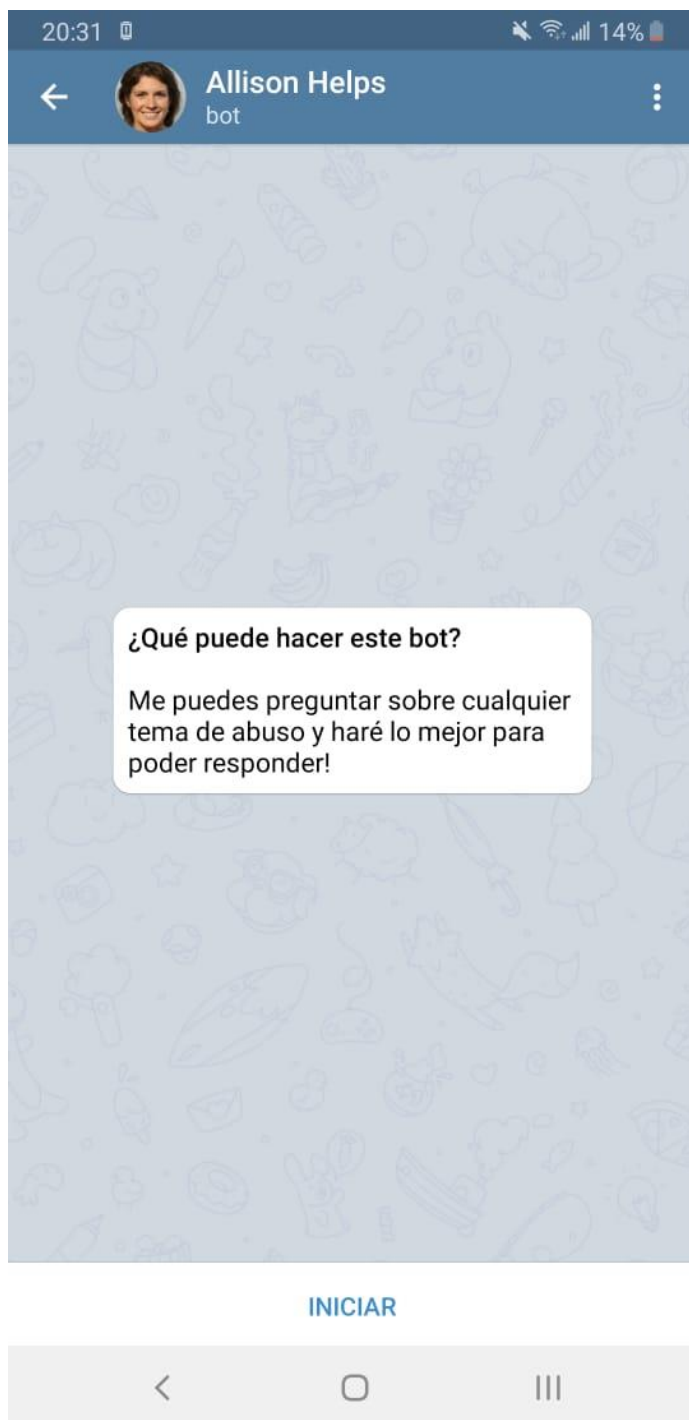 20:31 14%
Allison Helps
bot
¿Qué puede hacer este bot?
Me puedes preguntar sobre cualquier
tema de abuso y haré lo mejor para
poder responder!
INICIAR